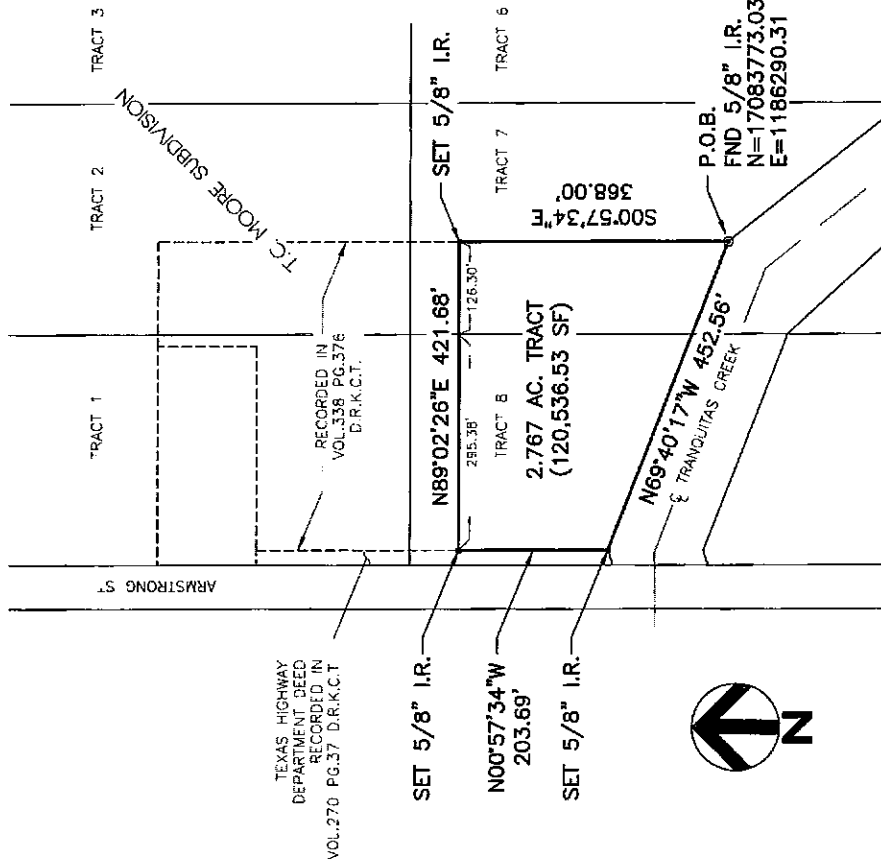 TRACT 1
TRACT 2
TRACT 3
T.C. MOORE SUBDIVISION
RECORDED IN
VOL.338 PG.376
D.R.K.C.T.
ARMSTRONG ST
TEXAS HIGHWAY
DEPARTMENT DEED
RECORDED IN
VOL.270 PG.37 D.R.K.C.T
SET 5/8" I.R.
N89°02'26"E 421.68'
SET 5/8" I.R.
295.38'
126.30'
TRACT 8
TRACT 7
TRACT 6
2.767 AC. TRACT
(120,536.53 SF)
S00°57'34"E
368.00'
N00°57'34"W
203.69'
SET 5/8" I.R.
N69°40'17"W 452.56'
℄ TRANQUITAS CREEK
P.O.B.
FND 5/8" I.R.
N=17083773.03
E=1186290.31
N